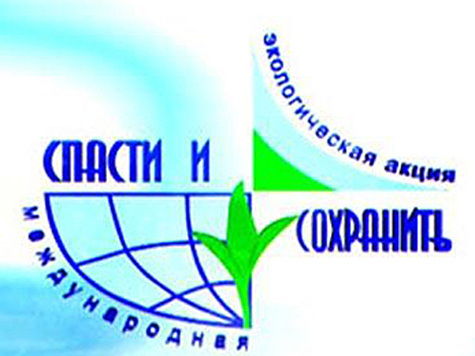 экологическая акция
СПАСТИ И
СОХРАНИТЬ
международная